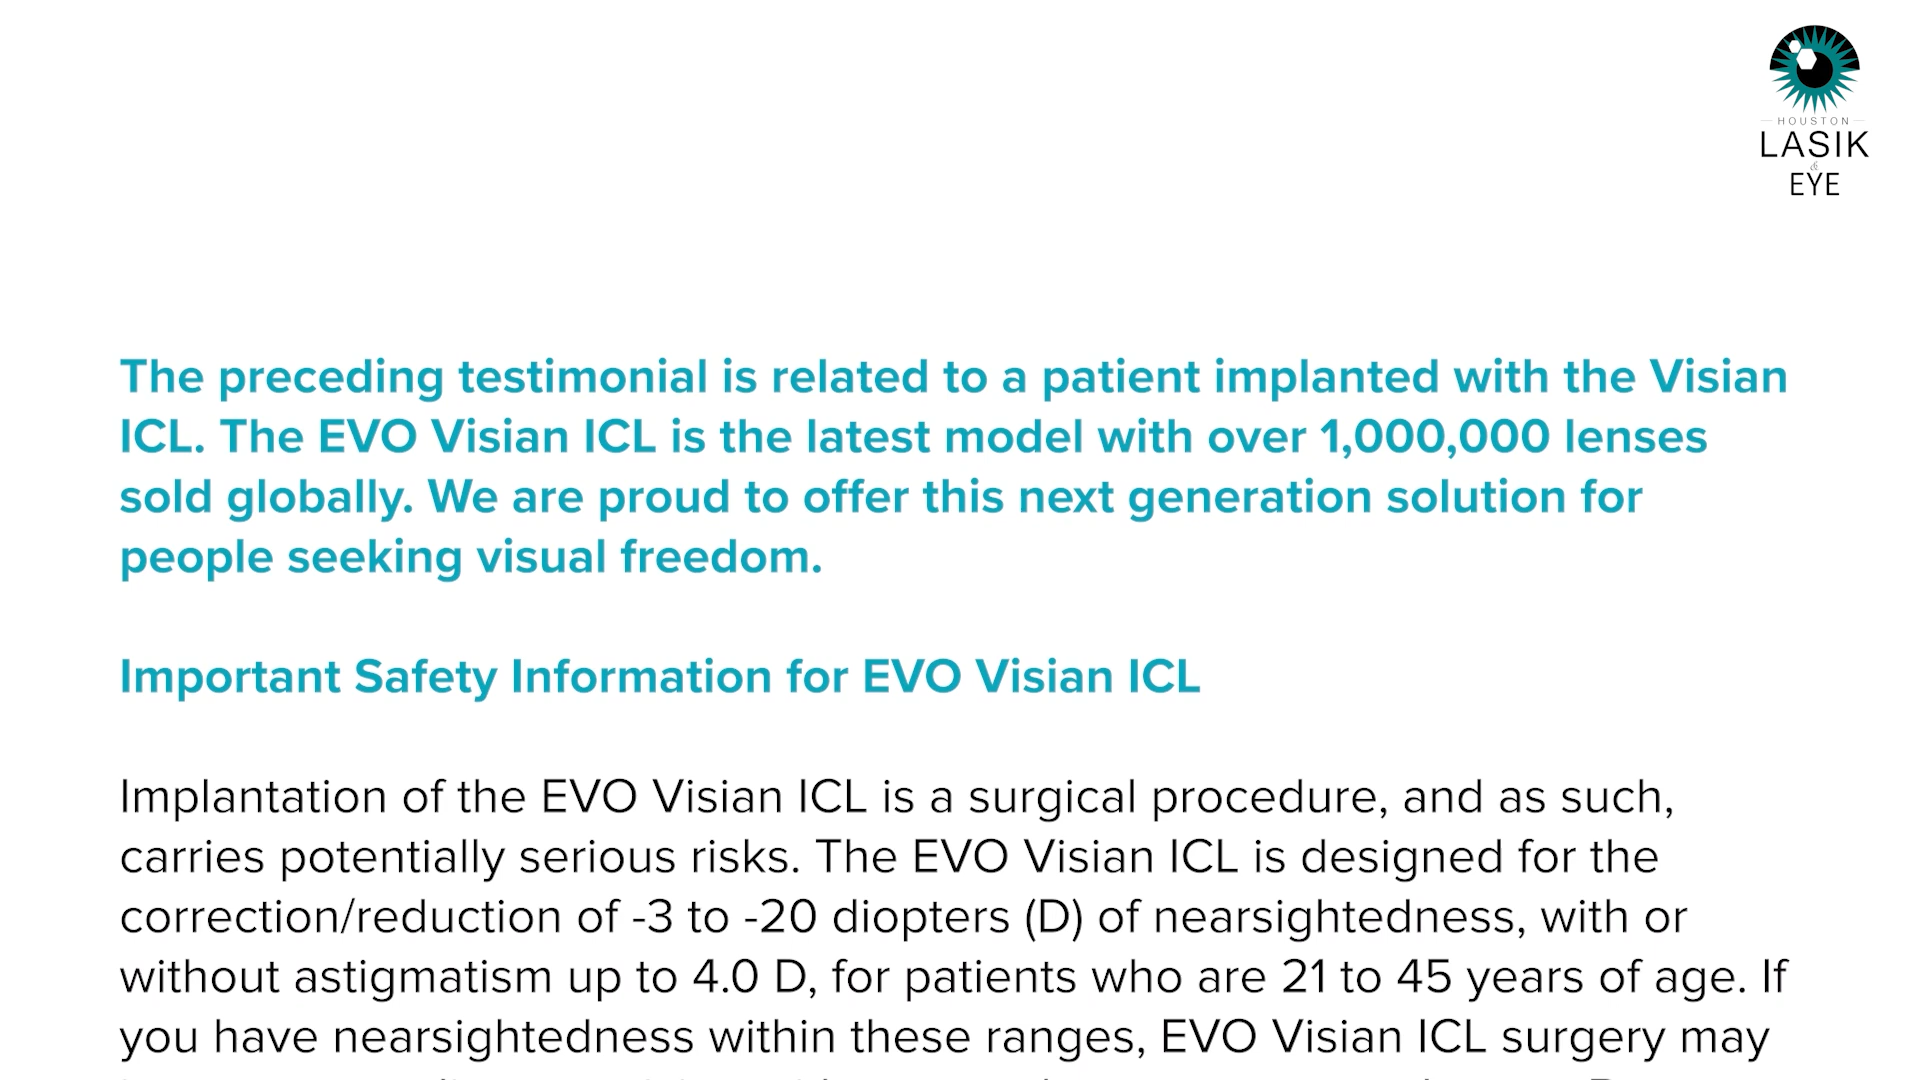 HOUSTON
LASIK
&
EYE
The preceding testimonial is related to a patient implanted with the Visian
ICL. The EVO Visian ICL is the latest model with over 1,000,000 lenses
sold globally. We are proud to offer this next generation solution for
people seeking visual freedom.
Important Safety Information for EVO Visian ICL
Implantation of the EVO Visian ICL is a surgical procedure, and as such,
carries potentially serious risks. The EVO Visian ICL is designed for the
correction/reduction of -3 to -20 diopters (D) of nearsightedness, with or
without astigmatism up to 4.0 D, for patients who are 21 to 45 years of age. If
you have nearsightedness within these ranges, EVO Visian ICL surgery may